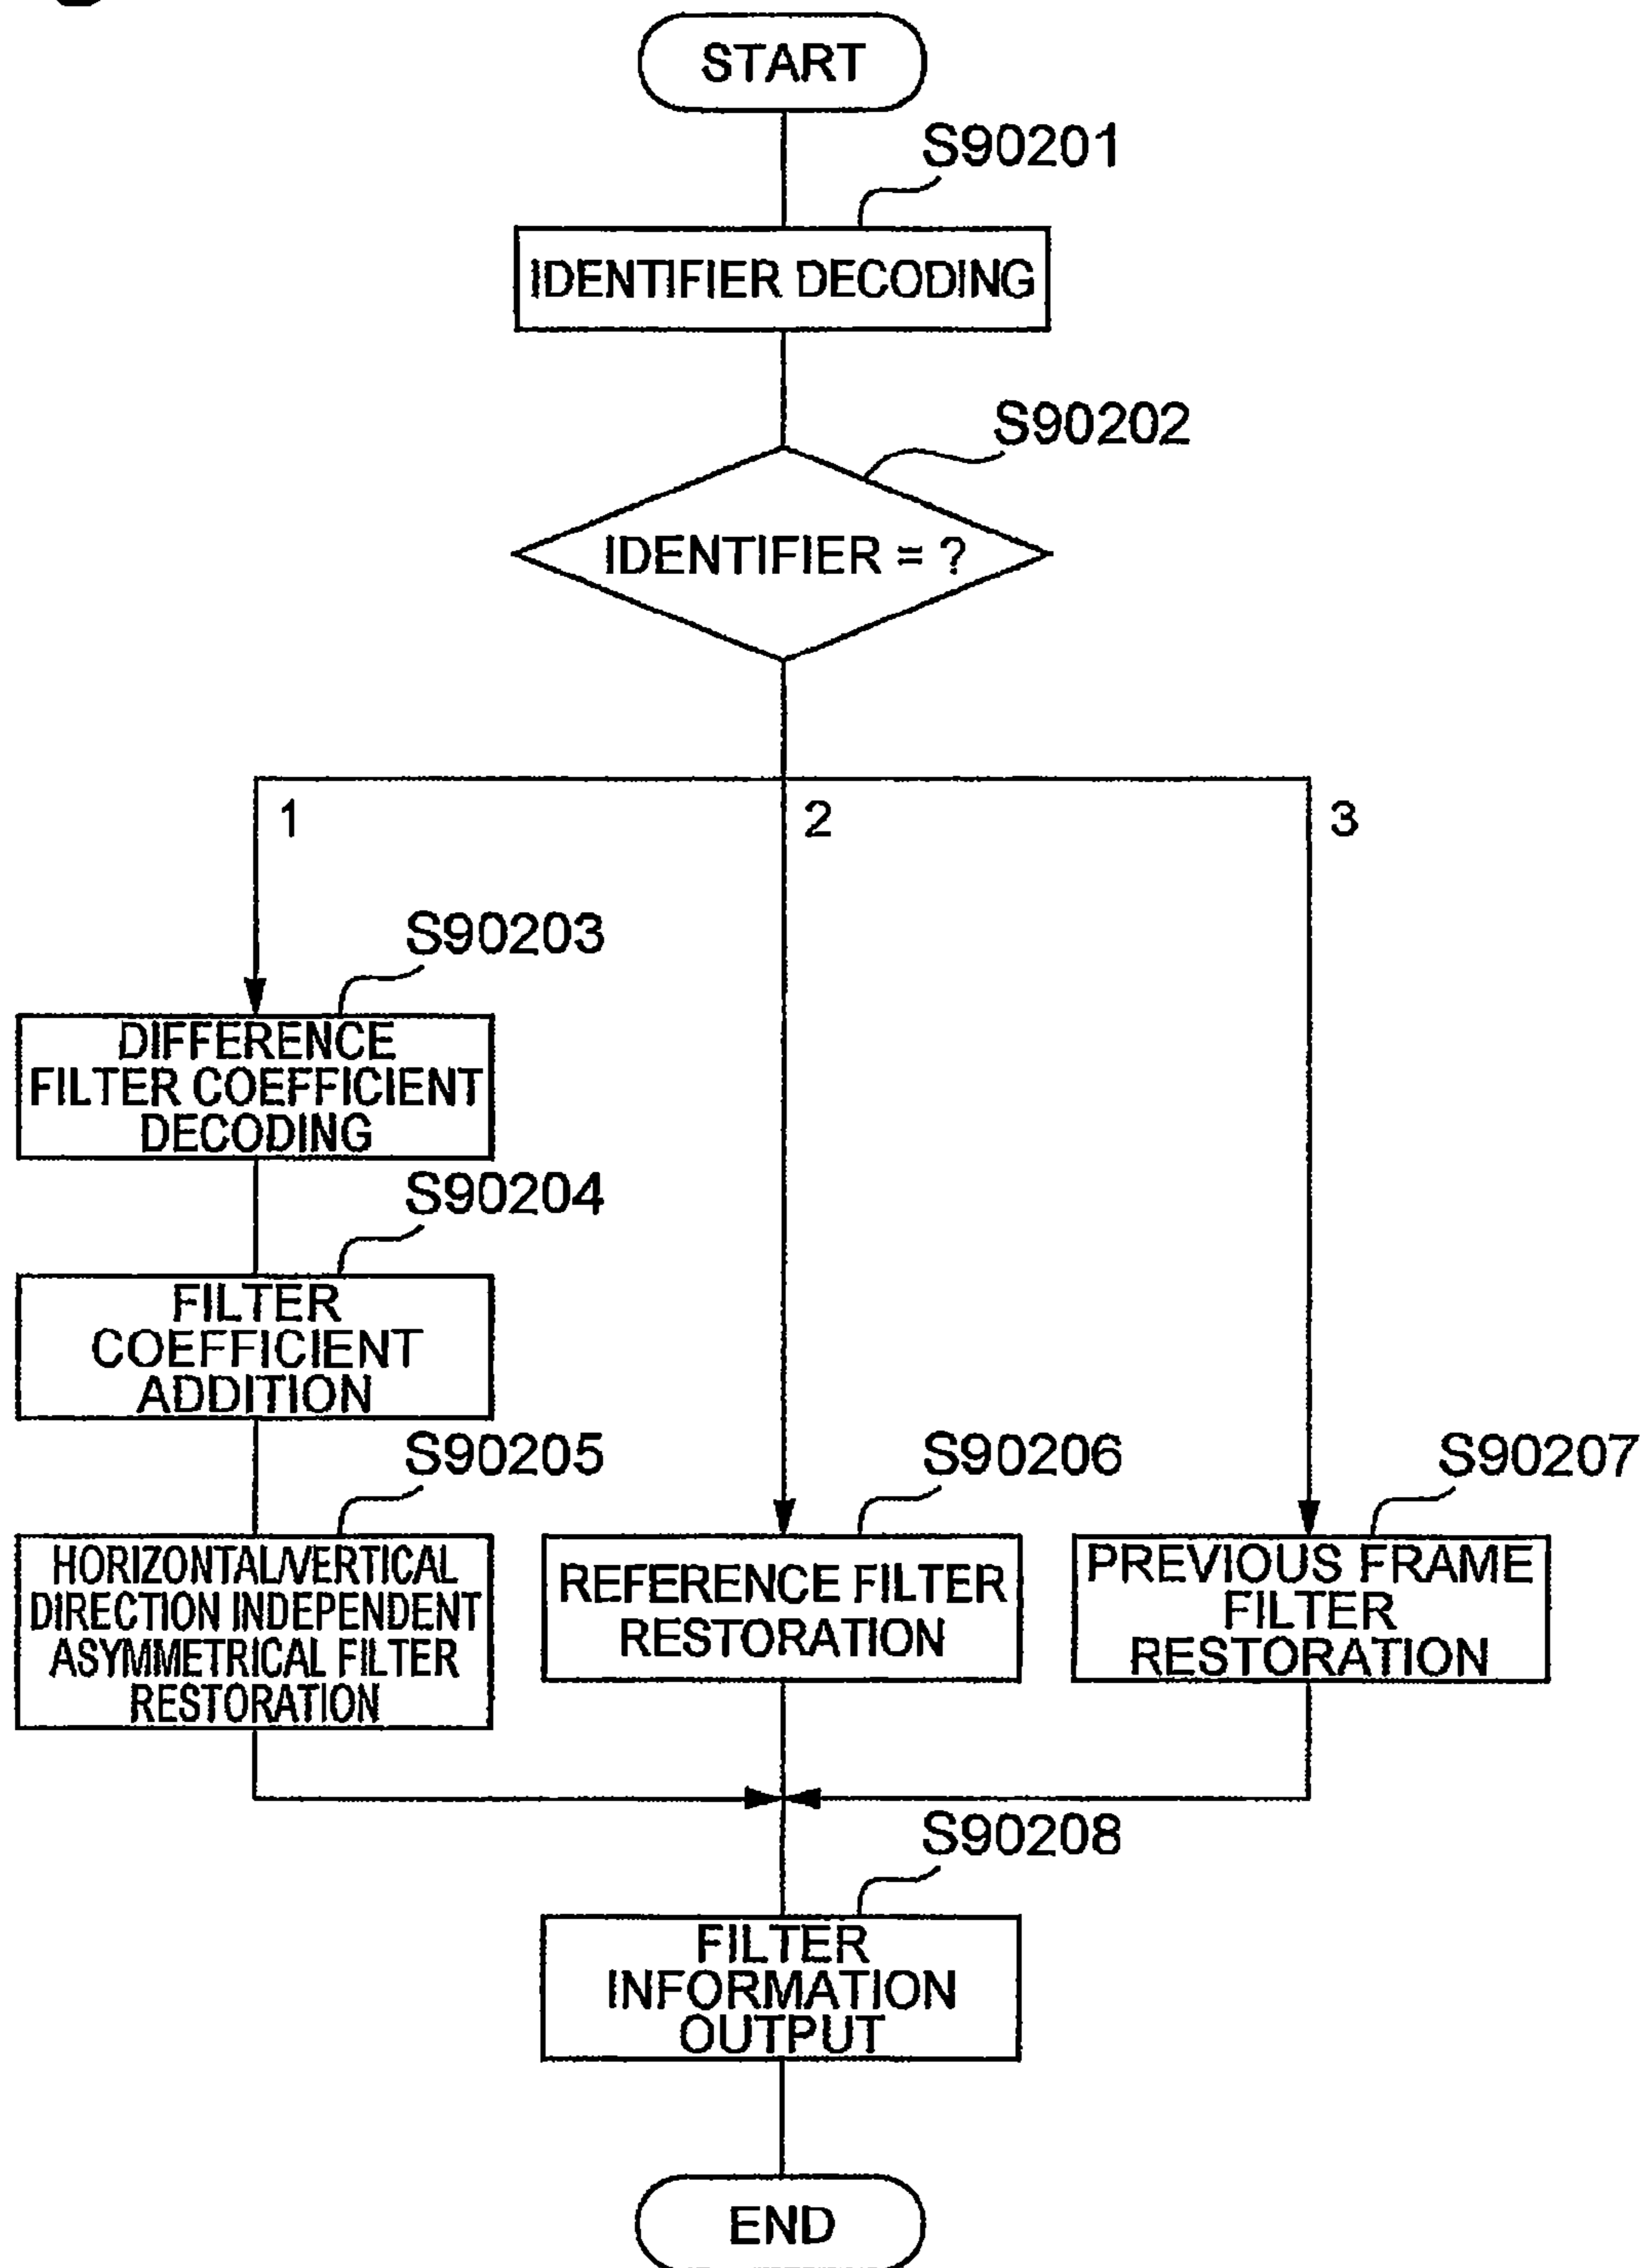 START
S90201
IDENTIFIER DECODING
S90202
IDENTIFIER = ?
1
2
3
S90203
DIFFERENCE
FILTER COEFFICIENT
DECODING
S90204
FILTER
COEFFICIENT
ADDITION
S90205
HORIZONTAL/VERTICAL
DIRECTION INDEPENDENT
ASYMMETRICAL FILTER
RESTORATION
S90206
REFERENCE FILTER
RESTORATION
S90207
PREVIOUS FRAME
FILTER
RESTORATION
S90208
FILTER
INFORMATION
OUTPUT
END